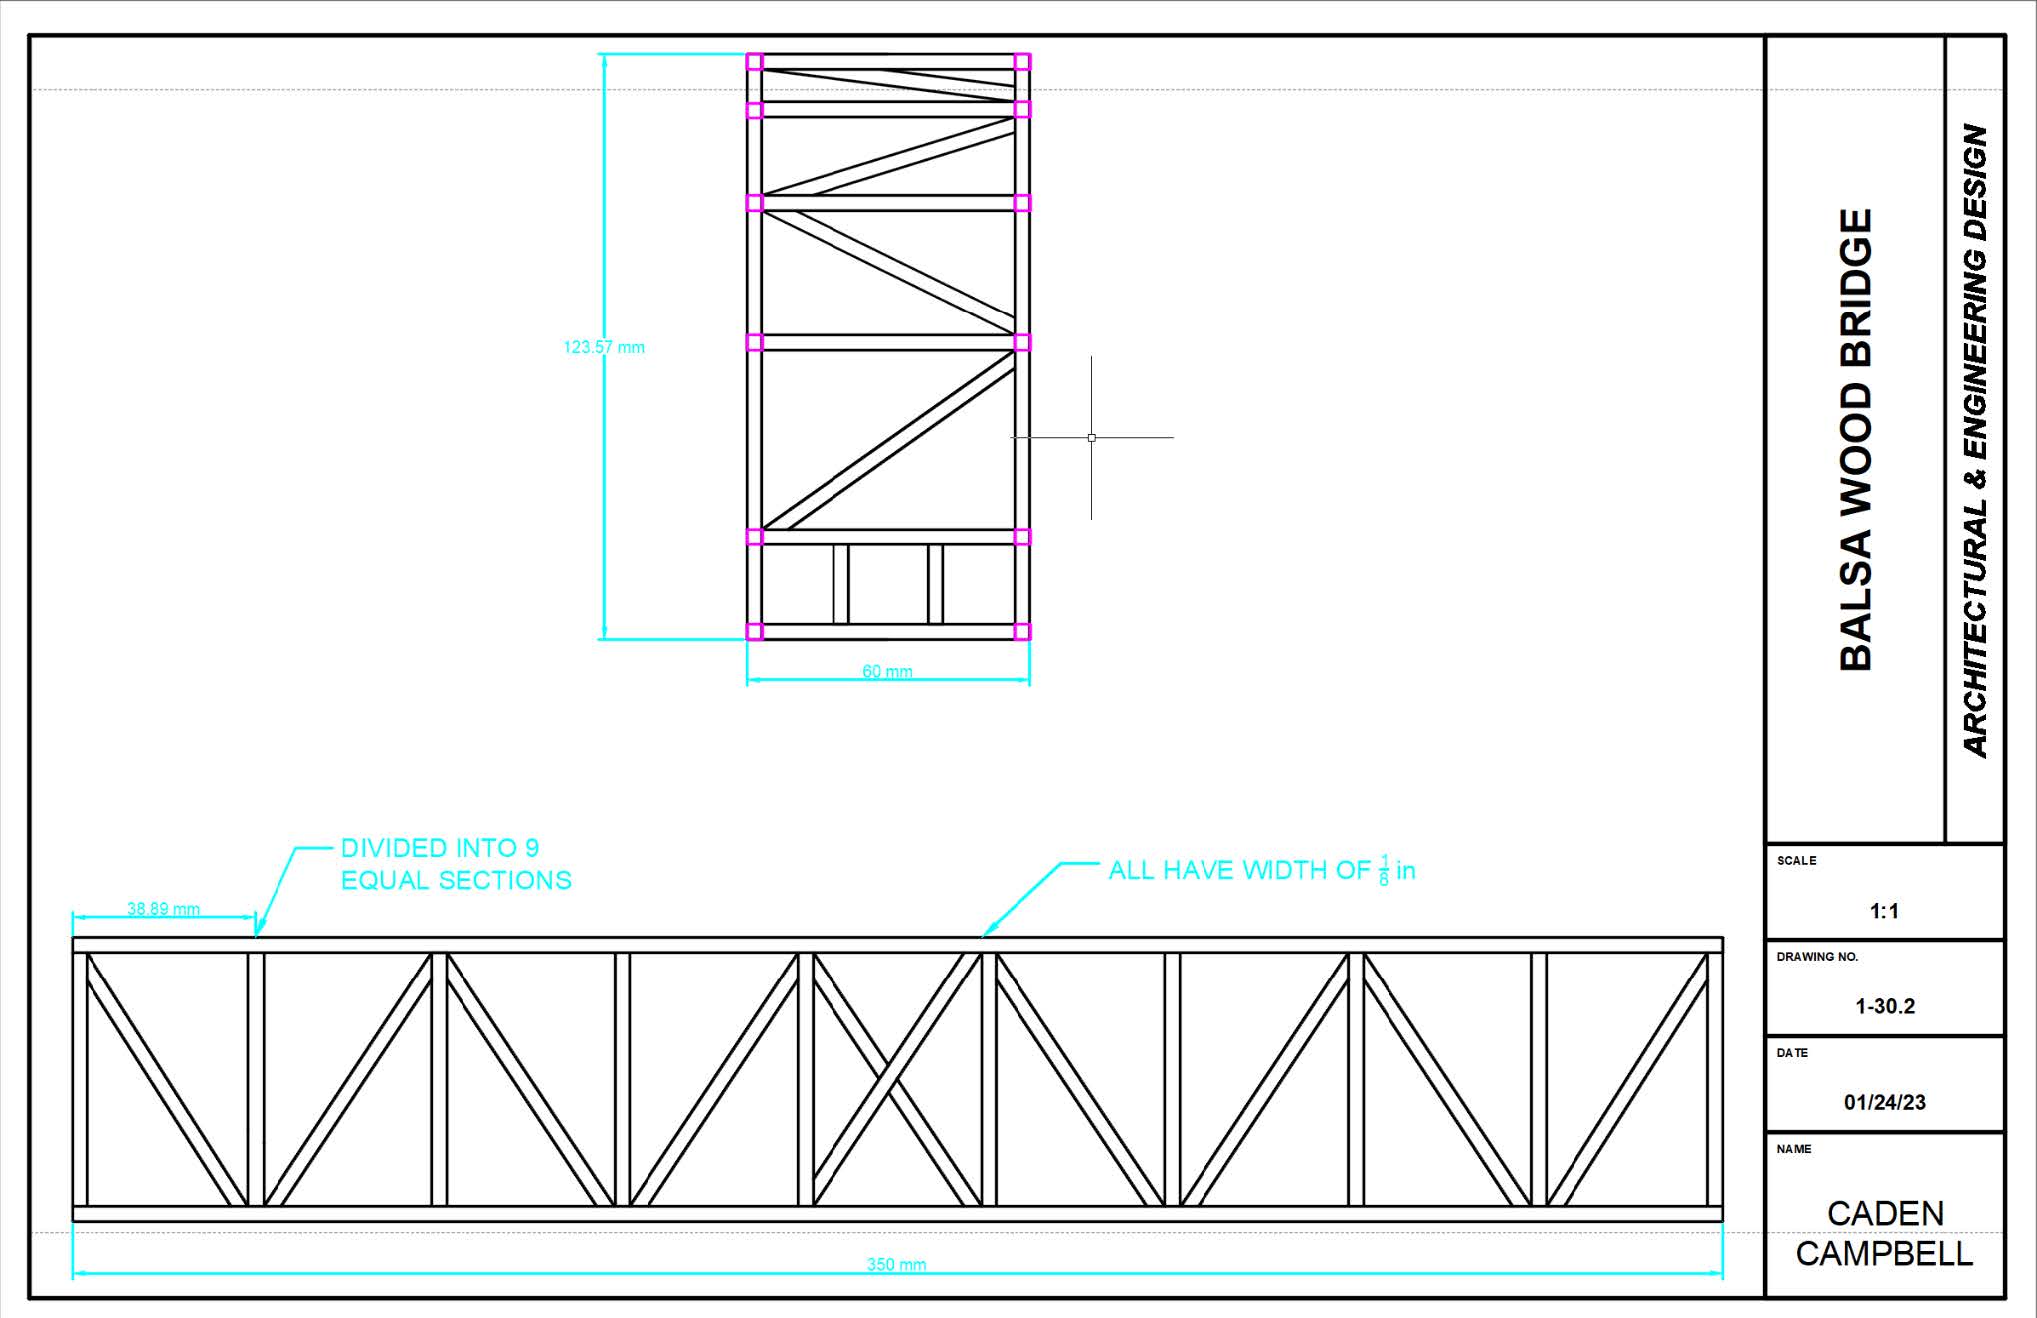 123.57 mm
60 mm
DIVIDED INTO 9
EQUAL SECTIONS
ALL HAVE WIDTH OF 1/8 in
38.89 mm
350 mm
BALSA WOOD BRIDGE
ARCHITECTURAL & ENGINEERING DESIGN
SCALE
1:1
DRAWING NO.
1-30.2
DATE
01/24/23
NAME
CADEN
CAMPBELL